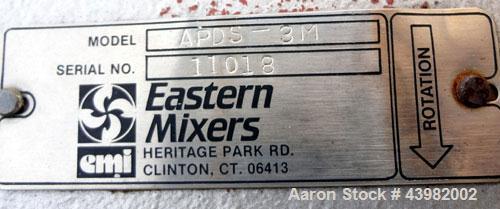 MODEL APDS-3M
SERIAL NO. 11018
Eastern
Mixers
emi
HERITAGE PARK RD.
CLINTON, CT. 06413
ROTATION
Aaron Stock # 43982002